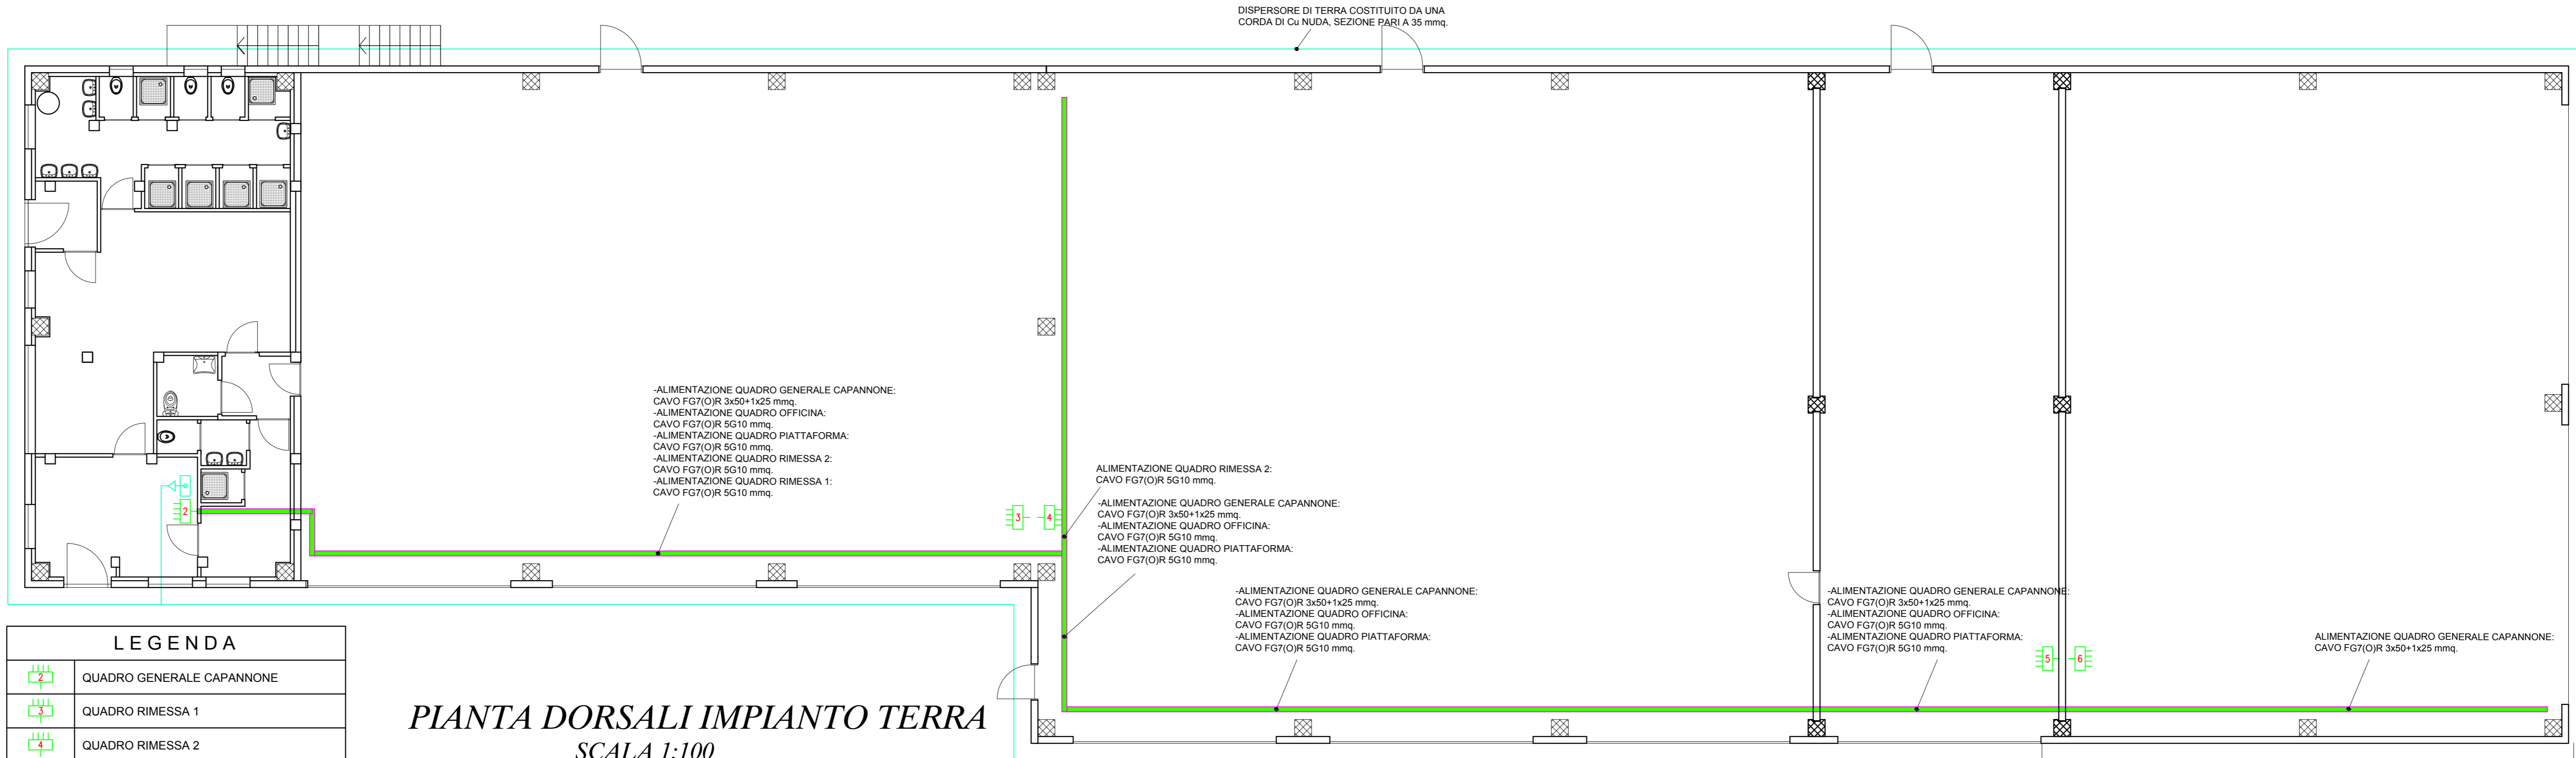 DISPERSORE DI TERRA COSTITUITO DA UNA
CORDA DI Cu NUDA, SEZIONE PARI A 35 mmq.
-ALIMENTAZIONE QUADRO GENERALE CAPANNONE:
CAVO FG7(O)R 3x50+1x25 mmq.
-ALIMENTAZIONE QUADRO OFFICINA:
CAVO FG7(O)R 5G10 mmq.
-ALIMENTAZIONE QUADRO PIATTAFORMA:
CAVO FG7(O)R 5G10 mmq.
-ALIMENTAZIONE QUADRO RIMESSA 2:
CAVO FG7(O)R 5G10 mmq.
-ALIMENTAZIONE QUADRO RIMESSA 1:
CAVO FG7(O)R 5G10 mmq.
ALIMENTAZIONE QUADRO RIMESSA 2:
CAVO FG7(O)R 5G10 mmq.
-ALIMENTAZIONE QUADRO GENERALE CAPANNONE:
CAVO FG7(O)R 3x50+1x25 mmq.
-ALIMENTAZIONE QUADRO OFFICINA:
CAVO FG7(O)R 5G10 mmq.
-ALIMENTAZIONE QUADRO PIATTAFORMA:
CAVO FG7(O)R 5G10 mmq.
2
3
4
-ALIMENTAZIONE QUADRO GENERALE CAPANNONE:
CAVO FG7(O)R 3x50+1x25 mmq.
-ALIMENTAZIONE QUADRO OFFICINA:
CAVO FG7(O)R 5G10 mmq.
-ALIMENTAZIONE QUADRO PIATTAFORMA:
CAVO FG7(O)R 5G10 mmq.
-ALIMENTAZIONE QUADRO GENERALE CAPANNONE:
CAVO FG7(O)R 3x50+1x25 mmq.
-ALIMENTAZIONE QUADRO OFFICINA:
CAVO FG7(O)R 5G10 mmq.
-ALIMENTAZIONE QUADRO PIATTAFORMA:
CAVO FG7(O)R 5G10 mmq.
5
6
ALIMENTAZIONE QUADRO GENERALE CAPANNONE:
CAVO FG7(O)R 3x50+1x25 mmq.
LEGENDA
2 QUADRO GENERALE CAPANNONE
3 QUADRO RIMESSA 1
4 QUADRO RIMESSA 2
PIANTA DORSALI IMPIANTO TERRA
SCALA 1:100